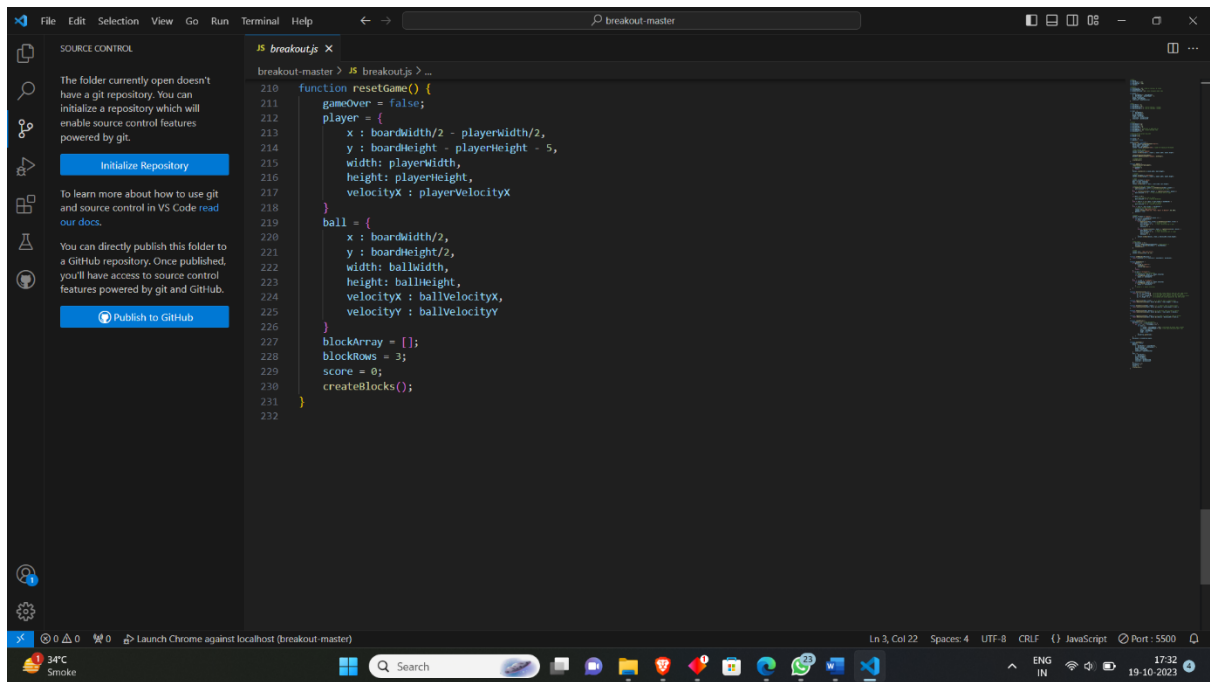 File Edit Selection View Go Run Terminal Help
breakout-master
SOURCE CONTROL
The folder currently open doesn't
have a git repository. You can
initialize a repository which will
enable source control features
powered by git.
Initialize Repository
To learn more about how to use git
and source control in VS Code read
our docs.
You can directly publish this folder to
a GitHub repository. Once published,
you'll have access to source control
features powered by git and GitHub.
Publish to GitHub
JS breakout.js
breakout-master > JS breakout.js > ...
210 function resetGame() {
211 gameOver = false;
212 player = {
213 x : boardWidth/2 - playerWidth/2,
214 y : boardHeight - playerHeight - 5,
215 width: playerWidth,
216 height: playerHeight,
217 velocityX : playerVelocityX
218 }
219 ball = {
220 x : boardWidth/2,
221 y : boardHeight/2,
222 width: ballWidth,
223 height: ballHeight,
224 velocityX : ballVelocityX,
225 velocityY : ballVelocityY
226 }
227 blockArray = [];
228 blockRows = 3;
229 score = 0;
230 createBlocks();
231 }
232
1
0 0 0 Launch Chrome against localhost (breakout-master)
Ln 3, Col 22 Spaces: 4 UTF-8 CRLF {} JavaScript Port : 5500
1 34°C
Smoke
Search
23
ENG
IN
17:32
19-10-2023
4